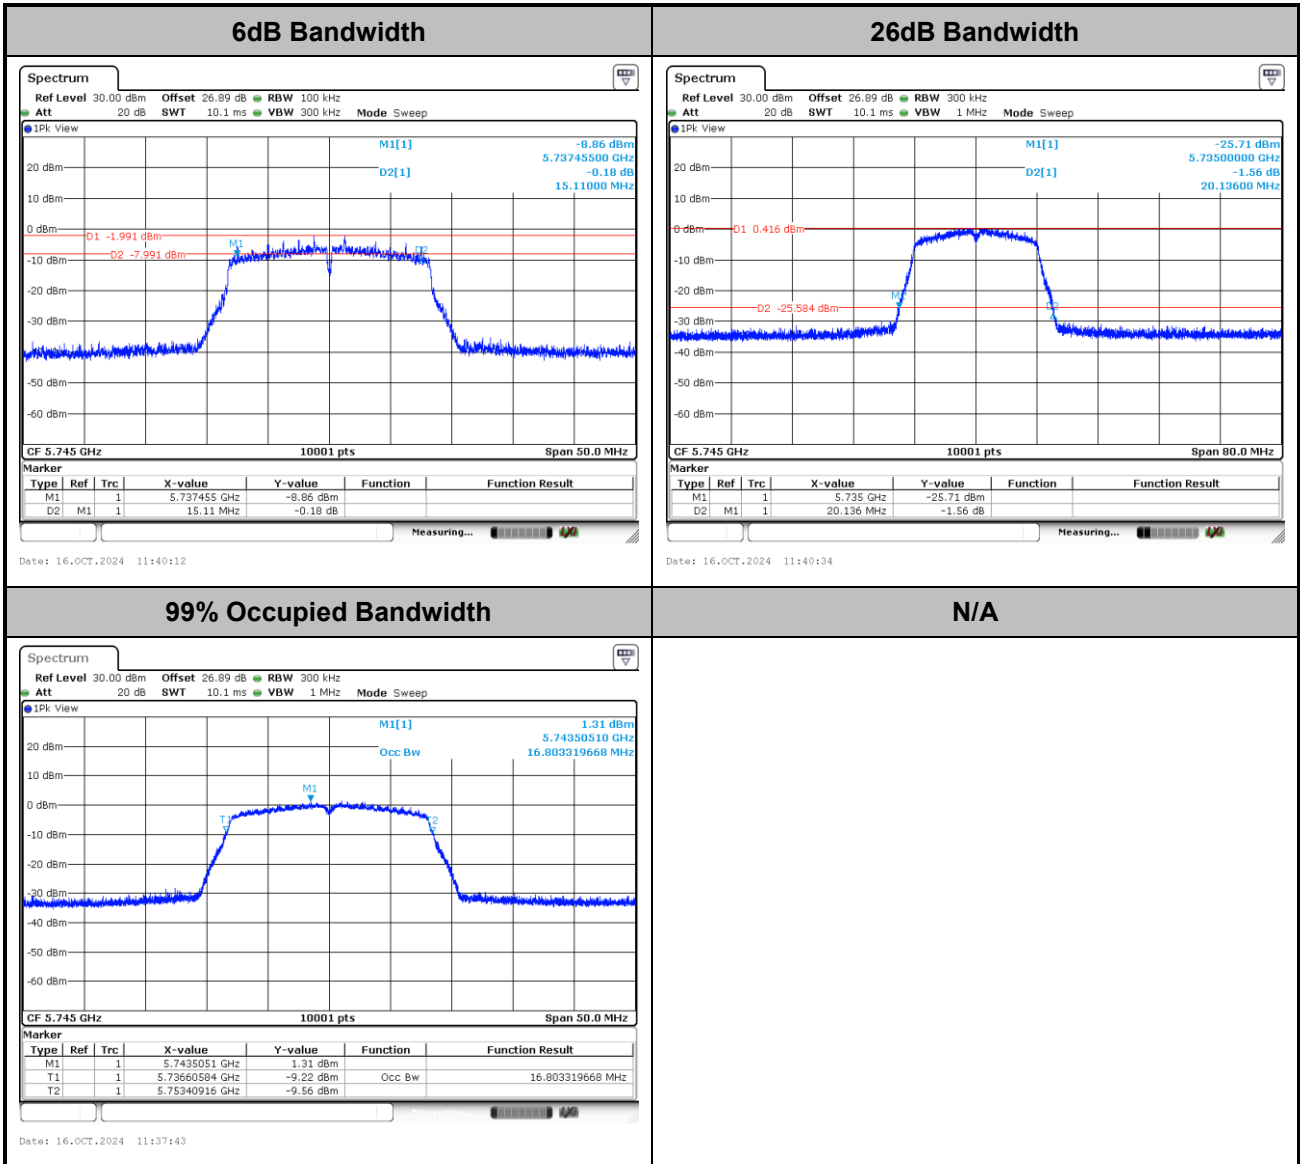 6dB Bandwidth
26dB Bandwidth
Spectrum
Ref Level 30.00 dBm Offset 26.89 dB RBW 100 kHz
Att 20 dB SWT 10.1 ms VBW 300 kHz Mode Sweep
1Pk View
M1[1] -8.86 dBm
5.73745500 GHz
D2[1] -0.18 dB
15.11000 MHz
20 dBm
10 dBm
0 dBm
D1 -1.991 dBm
M1
D2
D2 -7.991 dBm
-10 dBm
-20 dBm
-30 dBm
-40 dBm
-50 dBm
-60 dBm
CF 5.745 GHz 10001 pts Span 50.0 MHz
Marker
Type Ref Trc X-value Y-value Function Function Result
M1 1 5.737455 GHz -8.86 dBm
D2 M1 1 15.11 MHz -0.18 dB
Measuring...
Date: 16.OCT.2024 11:40:12
Spectrum
Ref Level 30.00 dBm Offset 26.89 dB RBW 300 kHz
Att 20 dB SWT 10.1 ms VBW 1 MHz Mode Sweep
1Pk View
M1[1] -25.71 dBm
5.73500000 GHz
D2[1] -1.56 dB
20.13600 MHz
20 dBm
10 dBm
0 dBm
D1 0.416 dBm
-10 dBm
-20 dBm
M1
D2
D2 -25.584 dBm
-30 dBm
-40 dBm
-50 dBm
-60 dBm
CF 5.745 GHz 10001 pts Span 80.0 MHz
Marker
Type Ref Trc X-value Y-value Function Function Result
M1 1 5.735 GHz -25.71 dBm
D2 M1 1 20.136 MHz -1.56 dB
Measuring...
Date: 16.OCT.2024 11:40:34
99% Occupied Bandwidth
N/A
Spectrum
Ref Level 30.00 dBm Offset 26.89 dB RBW 300 kHz
Att 20 dB SWT 10.1 ms VBW 1 MHz Mode Sweep
1Pk View
M1[1] 1.31 dBm
5.74350510 GHz
Occ Bw 16.803319668 MHz
20 dBm
10 dBm
M1
0 dBm
T1
T2
-10 dBm
-20 dBm
-30 dBm
-40 dBm
-50 dBm
-60 dBm
CF 5.745 GHz 10001 pts Span 50.0 MHz
Marker
Type Ref Trc X-value Y-value Function Function Result
M1 1 5.7435051 GHz 1.31 dBm
T1 1 5.73660584 GHz -9.22 dBm Occ Bw 16.803319668 MHz
T2 1 5.75340916 GHz -9.56 dBm
Measuring...
Date: 16.OCT.2024 11:37:43